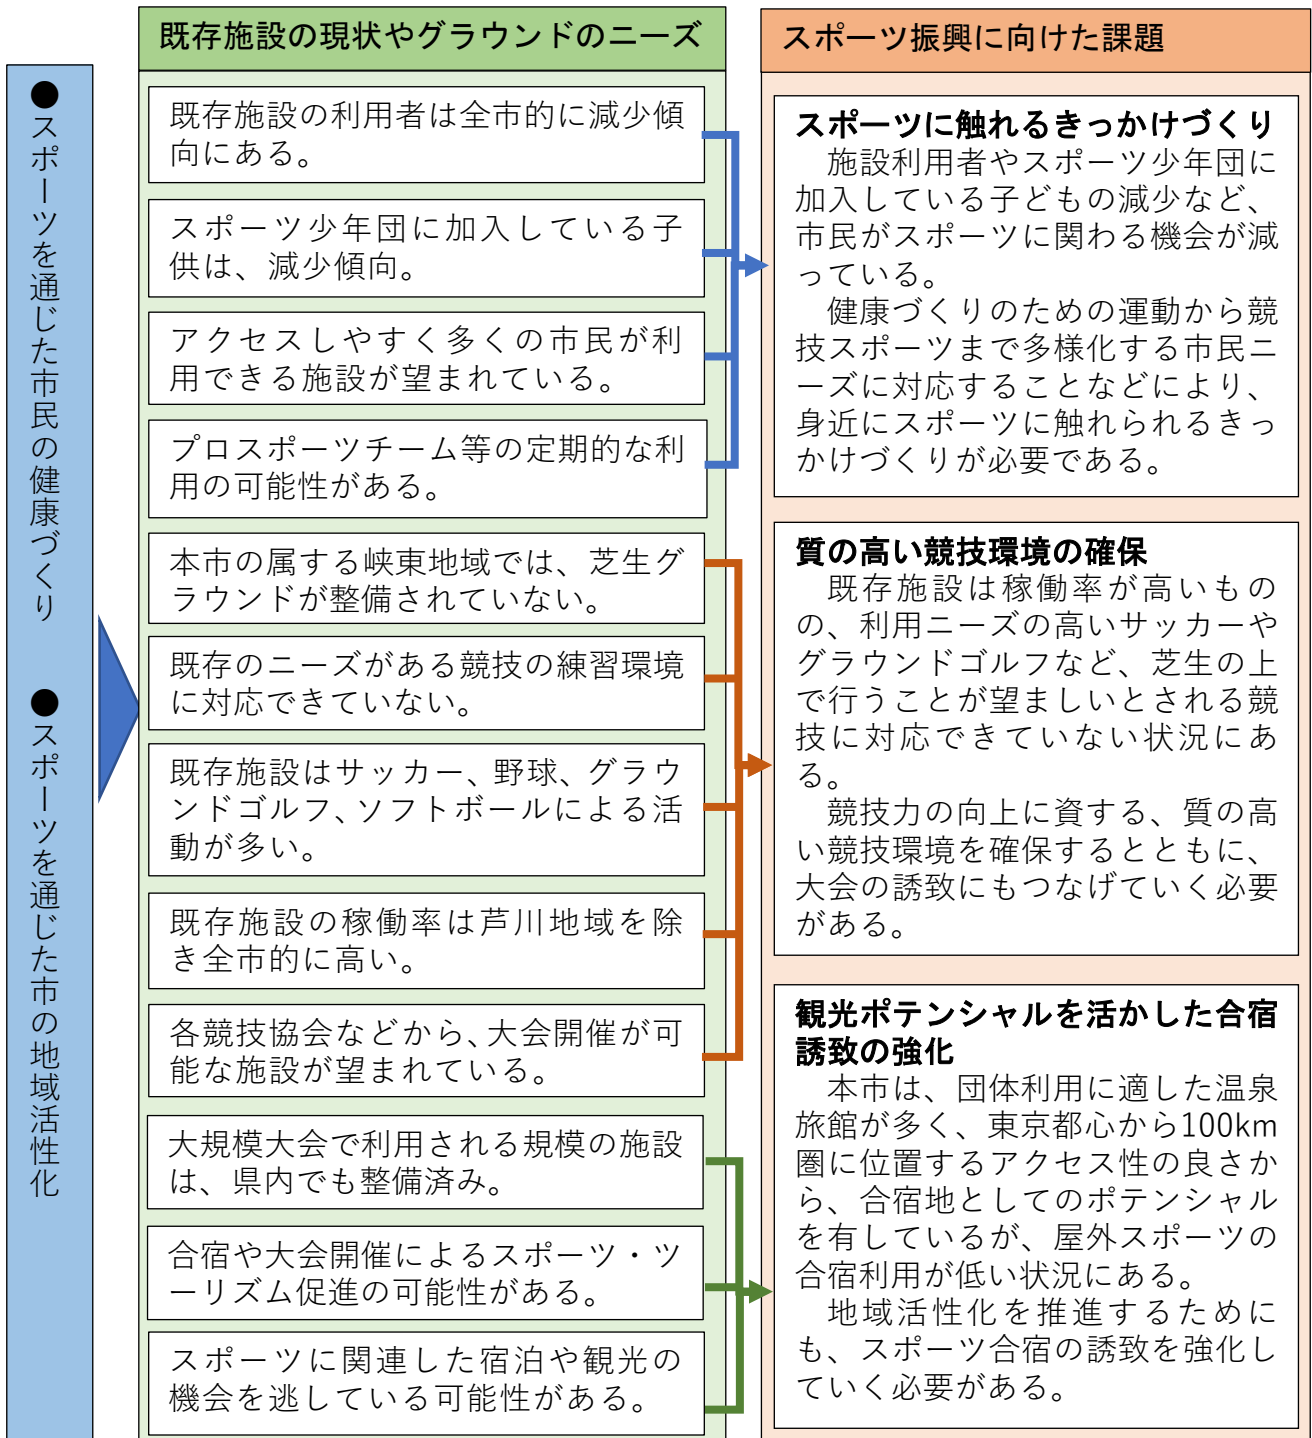 ●スポーツを通じた市民の健康づくり　●スポーツを通じた市の地域活性化
既存施設の現状やグラウンドのニーズ
既存施設の利用者は全市的に減少傾
向にある。
スポーツ少年団に加入している子
供は、減少傾向。
アクセスしやすく多くの市民が利
用できる施設が望まれている。
プロスポーツチーム等の定期的な利
用の可能性がある。
本市の属する峡東地域では、芝生グ
ラウンドが整備されていない。
既存のニーズがある競技の練習環境
に対応できていない。
既存施設はサッカー、野球、グラウ
ンドゴルフ、ソフトボールによる活
動が多い。
既存施設の稼働率は芦川地域を除
き全市的に高い。
各競技協会などから、大会開催が可
能な施設が望まれている。
大規模大会で利用される規模の施設
は、県内でも整備済み。
合宿や大会開催によるスポーツ・ツ
ーリズム促進の可能性がある。
スポーツに関連した宿泊や観光の
機会を逃している可能性がある。
スポーツ振興に向けた課題
スポーツに触れるきっかけづくり
施設利用者やスポーツ少年団に
加入している子どもの減少など、
市民がスポーツに関わる機会が減
っている。
健康づくりのための運動から競
技スポーツまで多様化する市民ニ
ーズに対応することなどにより、
身近にスポーツに触れられるきっ
かけづくりが必要である。
質の高い競技環境の確保
既存施設は稼働率が高いもの
の、利用ニーズの高いサッカーや
グラウンドゴルフなど、芝生の上
で行うことが望ましいとされる競
技に対応できていない状況にあ
る。
競技力の向上に資する、質の高
い競技環境を確保するとともに、
大会の誘致にもつなげていく必要
がある。
観光ポテンシャルを活かした合宿
誘致の強化
本市は、団体利用に適した温泉
旅館が多く、東京都心から100km
圏に位置するアクセス性の良さか
ら、合宿地としてのポテンシャル
を有しているが、屋外スポーツの
合宿利用が低い状況にある。
地域活性化を推進するために
も、スポーツ合宿の誘致を強化し
ていく必要がある。